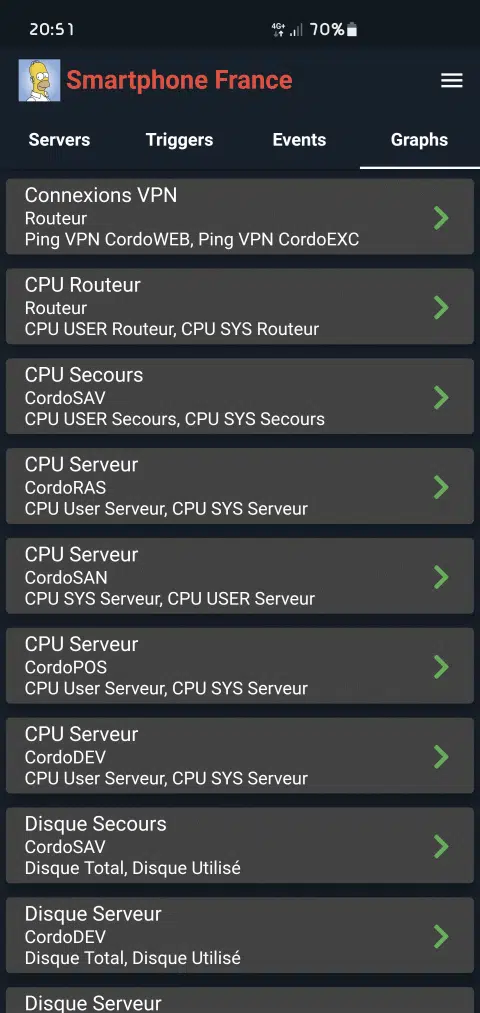 20:51
4G+
70%
Smartphone France
Servers
Triggers
Events
Graphs
Connexions VPN
Routeur
Ping VPN CordoWEB, Ping VPN CordoEXC
CPU Routeur
Routeur
CPU USER Routeur, CPU SYS Routeur
CPU Secours
CordoSAV
CPU USER Secours, CPU SYS Secours
CPU Serveur
CordoRAS
CPU User Serveur, CPU SYS Serveur
CPU Serveur
CordoSAN
CPU SYS Serveur, CPU USER Serveur
CPU Serveur
CordoPOS
CPU User Serveur, CPU SYS Serveur
CPU Serveur
CordoDEV
CPU User Serveur, CPU SYS Serveur
Disque Secours
CordoSAV
Disque Total, Disque Utilisé
Disque Serveur
CordoDEV
Disque Total, Disque Utilisé
Disque Serveur